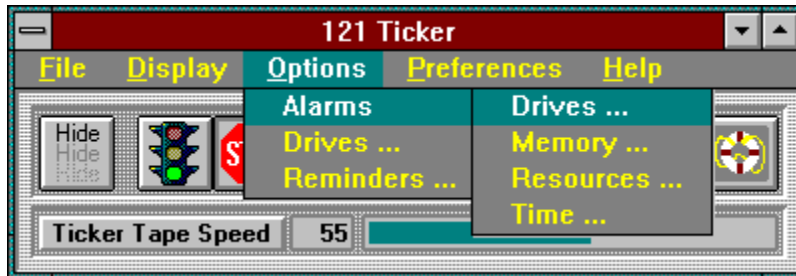 121 Ticker
File Display Options Preferences Help
Alarms Drives ...
Hide Drives ... Memory ...
Hide
Hide Reminders ... Resources ...
Time ...
Ticker Tape Speed 55